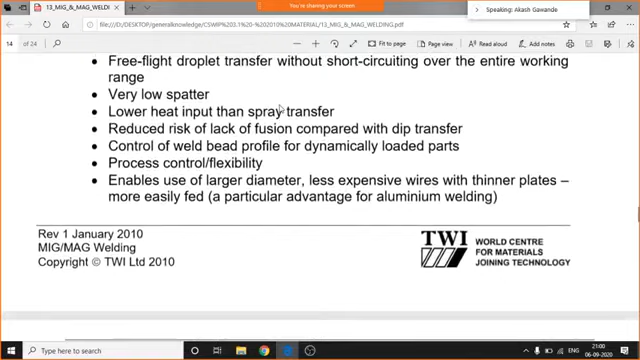 13_MIG_&_MAG_WELDING.pdf
You're sharing your screen
Speaking: Akash Gawande
file:///D:/DESKTOP/generalknowledge/CSWIP%203.1%20-%202010%20MATERIAL/13_MIG_&_MAG_WELDING.pdf
14 of 24
Fit to page
Page view
Read aloud
Add notes
• Free-flight droplet transfer without short-circuiting over the entire working
range
• Very low spatter
• Lower heat input than spray transfer
• Reduced risk of lack of fusion compared with dip transfer
• Control of weld bead profile for dynamically loaded parts
• Process control/flexibility
• Enables use of larger diameter, less expensive wires with thinner plates –
more easily fed (a particular advantage for aluminium welding)
Rev 1 January 2010
MIG/MAG Welding
Copyright © TWI Ltd 2010
TWI
WORLD CENTRE
FOR MATERIALS
JOINING TECHNOLOGY
Type here to search
ENG
21:00
06-09-2020